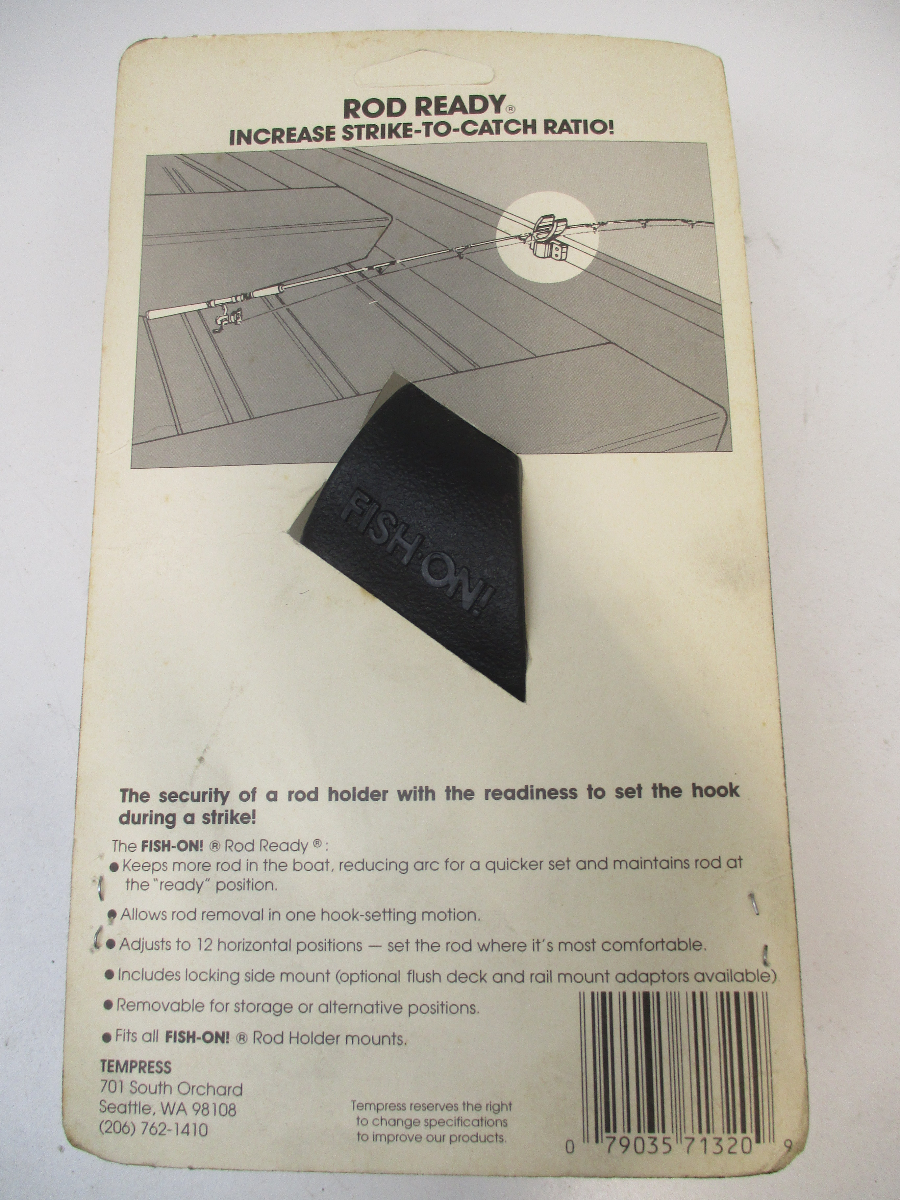 ROD READY®
INCREASE STRIKE-TO-CATCH RATIO!
FISH-ON!
The security of a rod holder with the readiness to set the hook
during a strike!
The FISH-ON! ® Rod Ready ® :
● Keeps more rod in the boat, reducing arc for a quicker set and maintains rod at
the "ready" position.
● Allows rod removal in one hook-setting motion.
● Adjusts to 12 horizontal positions — set the rod where it's most comfortable.
● Includes locking side mount (optional flush deck and rail mount adaptors available)
● Removable for storage or alternative positions.
● Fits all FISH-ON! ® Rod Holder mounts.
TEMPRESS
701 South Orchard
Seattle, WA 98108
(206) 762-1410
Tempress reserves the right
to change specifications
to improve our products.
0 79035 71320 9